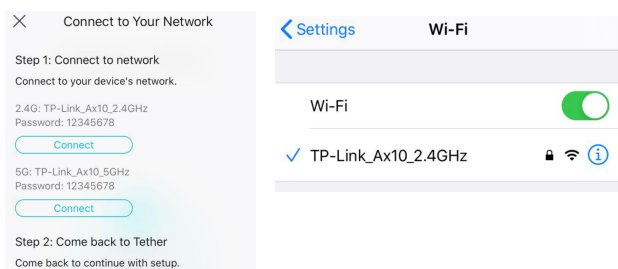 Connect to Your Network
Step 1: Connect to network
Connect to your device's network.
2.4G: TP-Link_Ax10_2.4GHz
Password: 12345678
Connect
5G: TP-Link_Ax10_5GHz
Password: 12345678
Connect
Step 2: Come back to Tether
Come back to continue with setup.
Settings Wi-Fi
Wi-Fi
TP-Link_Ax10_2.4GHz